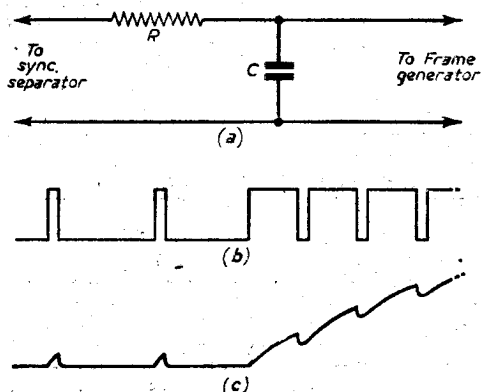 R
To
sync.
separator
C
To Frame
generator
(a)
(b)
(c)